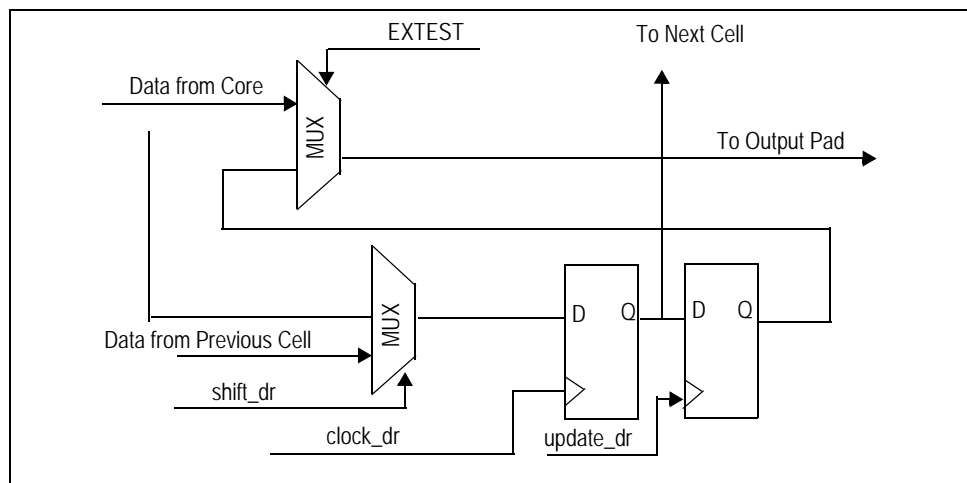 EXTEST
To Next Cell
Data from Core
MUX
To Output Pad
MUX
D Q
D Q
Data from Previous Cell
shift_dr
clock_dr
update_dr